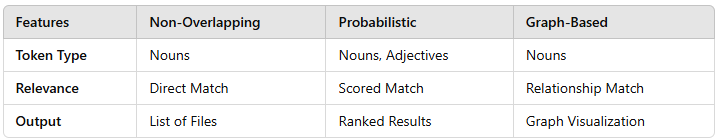 Features Non-Overlapping Probabilistic Graph-Based
Token Type Nouns Nouns, Adjectives Nouns
Relevance Direct Match Scored Match Relationship Match
Output List of Files Ranked Results Graph Visualization